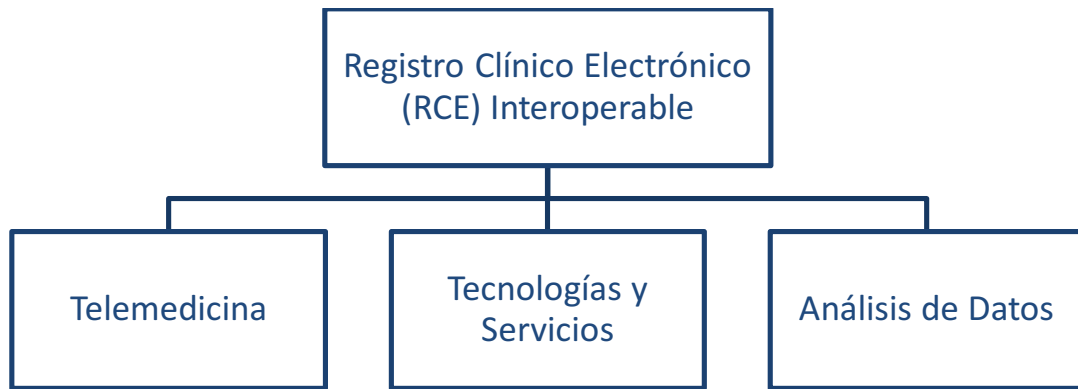 Registro Clínico Electrónico
(RCE) Interoperable
Telemedicina
Tecnologías y
Servicios
Análisis de Datos